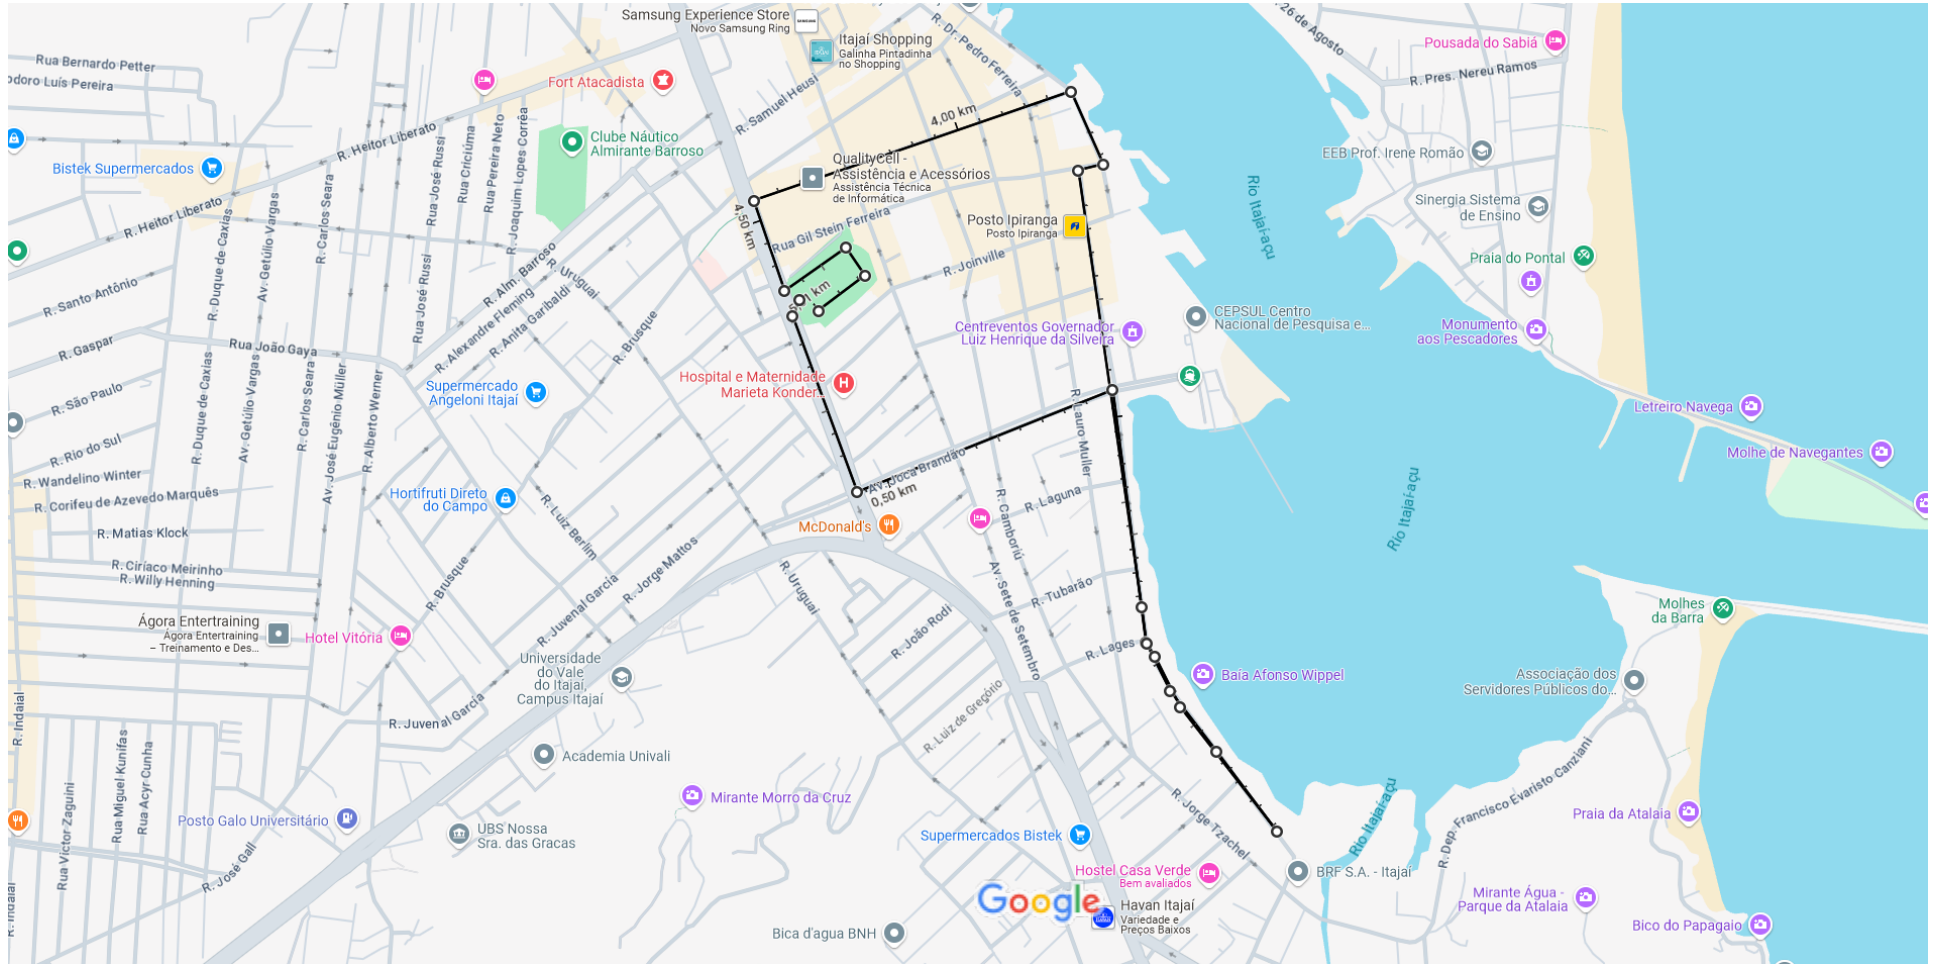 Samsung Experience Store
Novo Samsung Ring
Itajaí Shopping
Galinha Pintadinha
no Shopping
R. Dr. Pedro Ferreira
26 de Agosto
Pousada do Sabiá
R. Pres. Nereu Ramos
Rua Bernardo Petter
odoro Luís Pereira
Fort Atacadista
R. Samuel Heusi
Clube Náutico
Almirante Barroso
R. Heitor Liberato
Bistek Supermercados
R. Heitor Liberato
Rua José Russi
Rua Criciúma
Rua Pereira Neto
R. Joaquim Lopes Corrêa
4,00 km
QualityCell -
Assistência e Acessórios
Assistência Técnica
de Informática
EEB Prof. Irene Romão
Sinergia Sistema
de Ensino
Rio Itajaí-açu
Posto Ipiranga
Posto Ipiranga
4,50 km
Rua Gil Stein Ferreira
R. Joinville
Praia do Pontal
R. Duque de Caxias
Av. Getúlio Vargas
R. Carlos Seara
Rua José Russi
R. Santo Antônio
R. Alm. Barroso
R. Uruguai
R. Alexandre Fleming
R. Anita Garibaldi
R. Brusque
km
CEPSUL Centro
Nacional de Pesquisa e...
Centreventos Governador
Luiz Henrique da Silveira
Monumento
aos Pescadores
R. Gaspar
Rua João Gaya
R. São Paulo
R. Duque de Caxias
Av. Getúlio Vargas
R. Carlos Seara
Av. José Eugênio Müller
R. Alberto Werner
Supermercado
Angeloni Itajaí
Hospital e Maternidade
Marieta Konder...
R. Lauro Muller
Letreiro Navega
Molhe de Navegantes
R. Rio do Sul
R. Wandelino Winter
R. Corifeu de Azevedo Marquês
R. Matias Klock
Hortifruti Direto
do Campo
R. Luiz Berlim
Av. Joca Brandão
0,50 km
McDonald's
R. Camboriú
R. Laguna
Rio Itajaí-açu
R. Ciríaco Meirinho
R. Willy Henning
R. Brusque
R. Jorge Mattos
R. Juvenal Garcia
R. Uruguai
R. João Rodi
Av. Sete de Setembro
R. Tubarão
R. Lages
Molhes
da Barra
Ágora Entertraining
Ágora Entertraining
– Treinamento e Des...
Hotel Vitória
Universidade
do Vale
do Itajaí,
Campus Itajaí
Baía Afonso Wippel
Associação dos
Servidores Públicos do...
R. Indaial
R. Juvenal Garcia
R. Luiz de Gregório
Academia Univali
Rua Miguel Kunifas
Rua Acyr Cunha
Rua Victor Zaguini
Mirante Morro da Cruz
R. Jorge Tzachel
Rio Itajaí-açu
R. Dep. Francisco Evaristo Canziani
Praia da Atalaia
Posto Galo Universitário
UBS Nossa
Sra. das Gracas
Supermercados Bistek
R. José Gall
R. Indaial
Hostel Casa Verde
Bem avaliados
BRF S.A. - Itajaí
Mirante Água -
Parque da Atalaia
Google
Havan Itajaí
Variedade e
Preços Baixos
Bica d'agua BNH
Bico do Papagaio